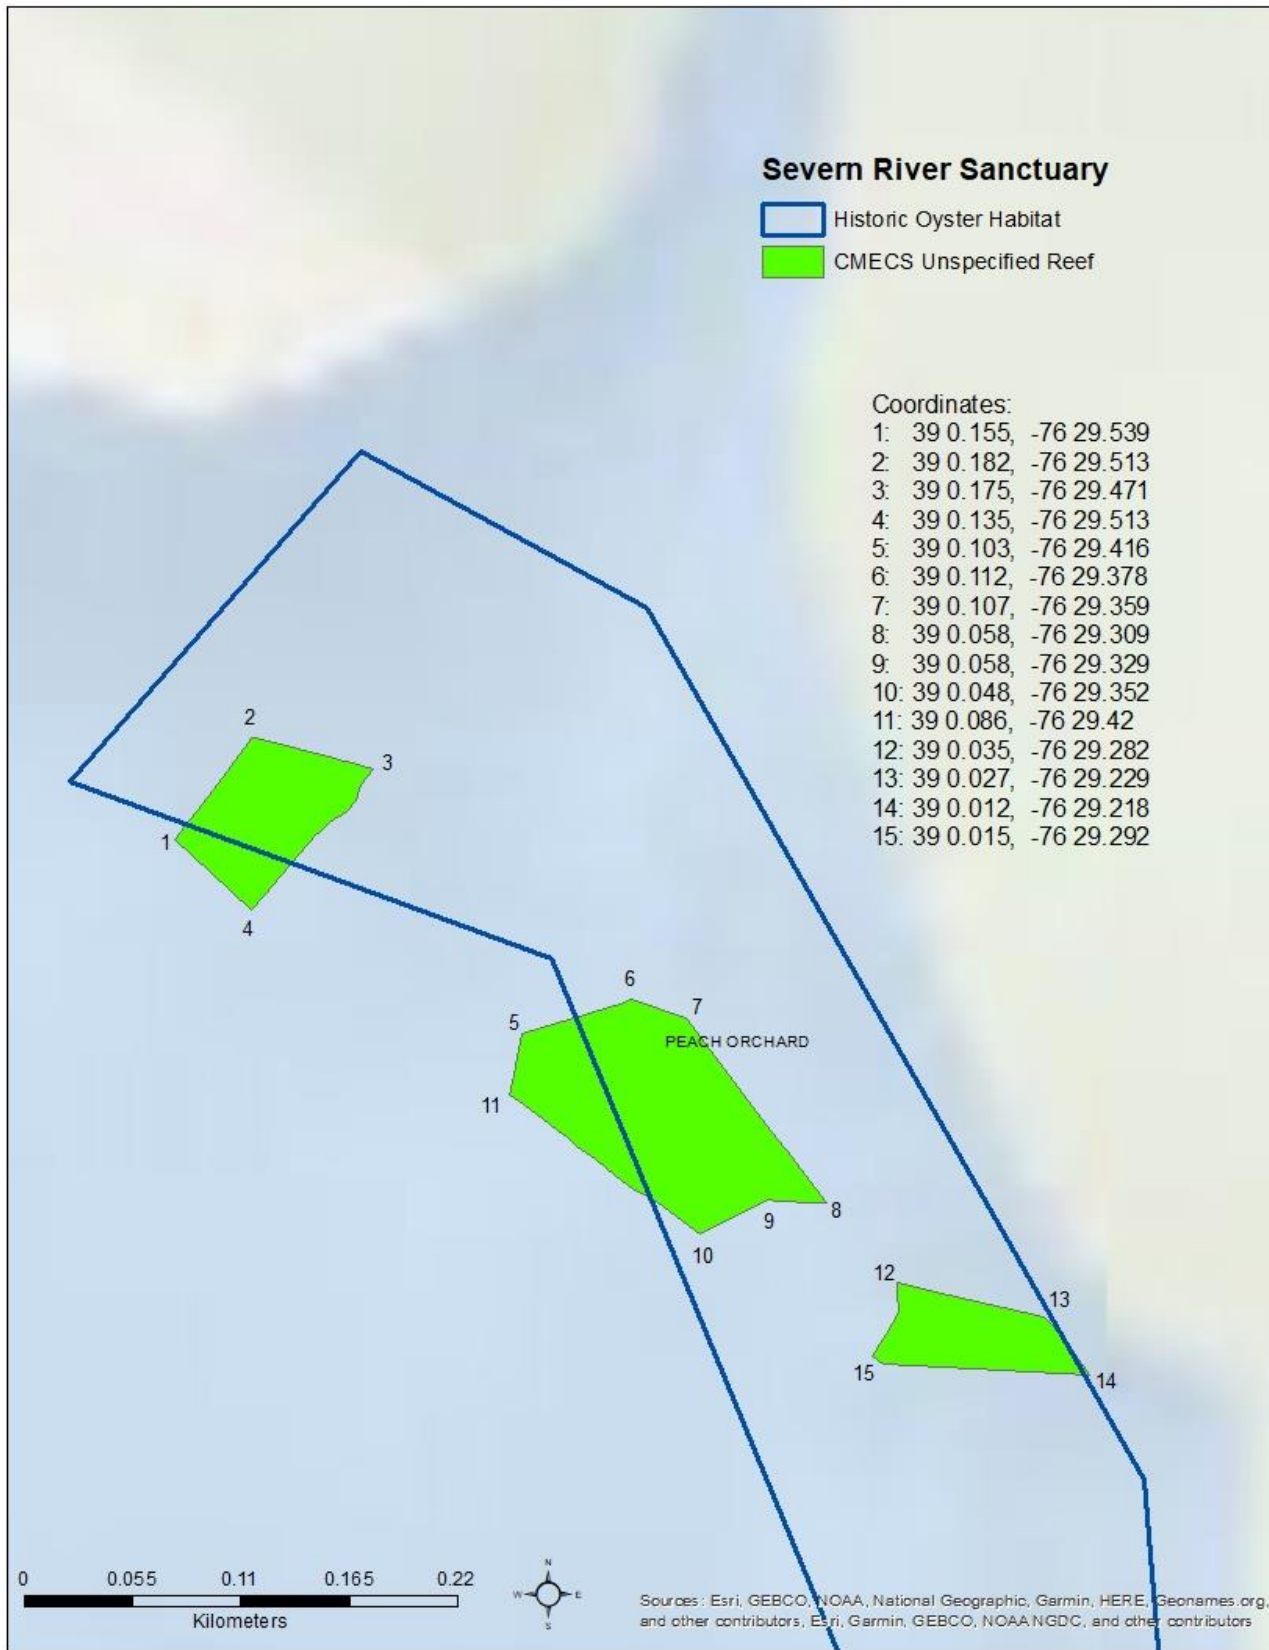 Severn River Sanctuary
Historic Oyster Habitat
CMECS Unspecified Reef
Coordinates:
1: 39 0.155, -76 29.539
2: 39 0.182, -76 29.513
3: 39 0.175, -76 29.471
4: 39 0.135, -76 29.513
5: 39 0.103, -76 29.416
6: 39 0.112, -76 29.378
7: 39 0.107, -76 29.359
8: 39 0.058, -76 29.309
9: 39 0.058, -76 29.329
10: 39 0.048, -76 29.352
11: 39 0.086, -76 29.42
12: 39 0.035, -76 29.282
13: 39 0.027, -76 29.229
14: 39 0.012, -76 29.218
15: 39 0.015, -76 29.292
2
3
1
4
6
7
5
PEACH ORCHARD
11
8
9
10
12
13
15
14
0 0.055 0.11 0.165 0.22
Kilometers
N
W E
S
Sources: Esri, GEBCO, NOAA, National Geographic, Garmin, HERE, Geonames.org,
and other contributors, Esri, Garmin, GEBCO, NOAA NGDC, and other contributors